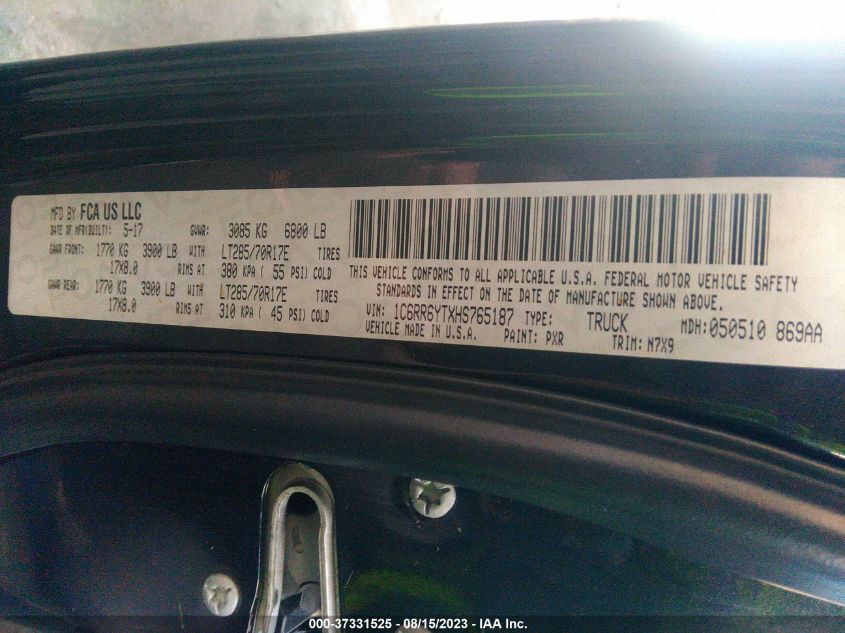 MFD BY FCA US LLC
DATE OF MFR(BUILT): 5-17 GVWR: 3085 KG 6800 LB
GAWR FRONT: 1770 KG 3900 LB WITH LT285/70R17E TIRES
17X8.0 RIMS AT 380 KPA ( 55 PSI) COLD
GAWR REAR: 1770 KG 3900 LB WITH LT285/70R17E TIRES
17X8.0 RIMS AT 310 KPA ( 45 PSI) COLD
THIS VEHICLE CONFORMS TO ALL APPLICABLE U.S.A. FEDERAL MOTOR VEHICLE SAFETY
STANDARDS IN EFFECT ON THE DATE OF MANUFACTURE SHOWN ABOVE.
VIN: 1C6RR6YTXHS765187 TYPE: TRUCK MDH:050510 869AA
VEHICLE MADE IN U.S.A. PAINT: PXR TRIM: N7X9
000-37331525 - 08/15/2023 - IAA Inc.